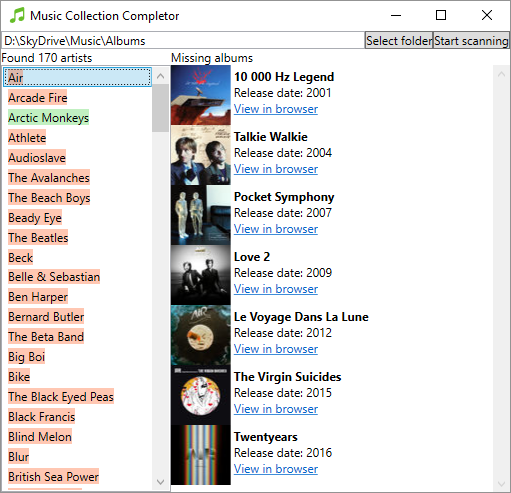 Music Collection Completor
D:\SkyDrive\Music\Albums
Select folder
Start scanning
Found 170 artists
Air
Arcade Fire
Arctic Monkeys
Athlete
Audioslave
The Avalanches
The Beach Boys
Beady Eye
The Beatles
Beck
Belle & Sebastian
Ben Harper
Bernard Butler
The Beta Band
Big Boi
Bike
The Black Eyed Peas
Black Francis
Blind Melon
Blur
British Sea Power
Missing albums
10 000 Hz Legend
Release date: 2001
View in browser
Talkie Walkie
Release date: 2004
View in browser
Pocket Symphony
Release date: 2007
View in browser
Love 2
Release date: 2009
View in browser
Le Voyage Dans La Lune
Release date: 2012
View in browser
The Virgin Suicides
Release date: 2015
View in browser
Twentyears
Release date: 2016
View in browser